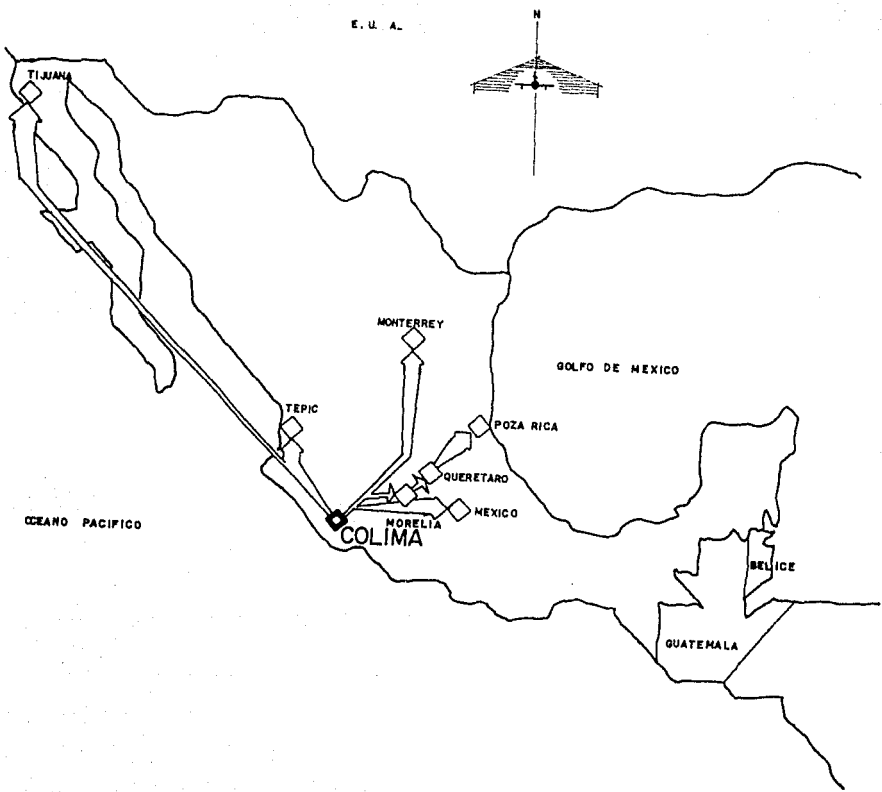 E. U. A.
N
TIJUANA
MONTERREY
GOLFO DE MEXICO
TEPIC
POZA RICA
QUERETARO
MEXICO
MORELIA
OCEANO PACIFICO
COLIMA
BELICE
GUATEMALA